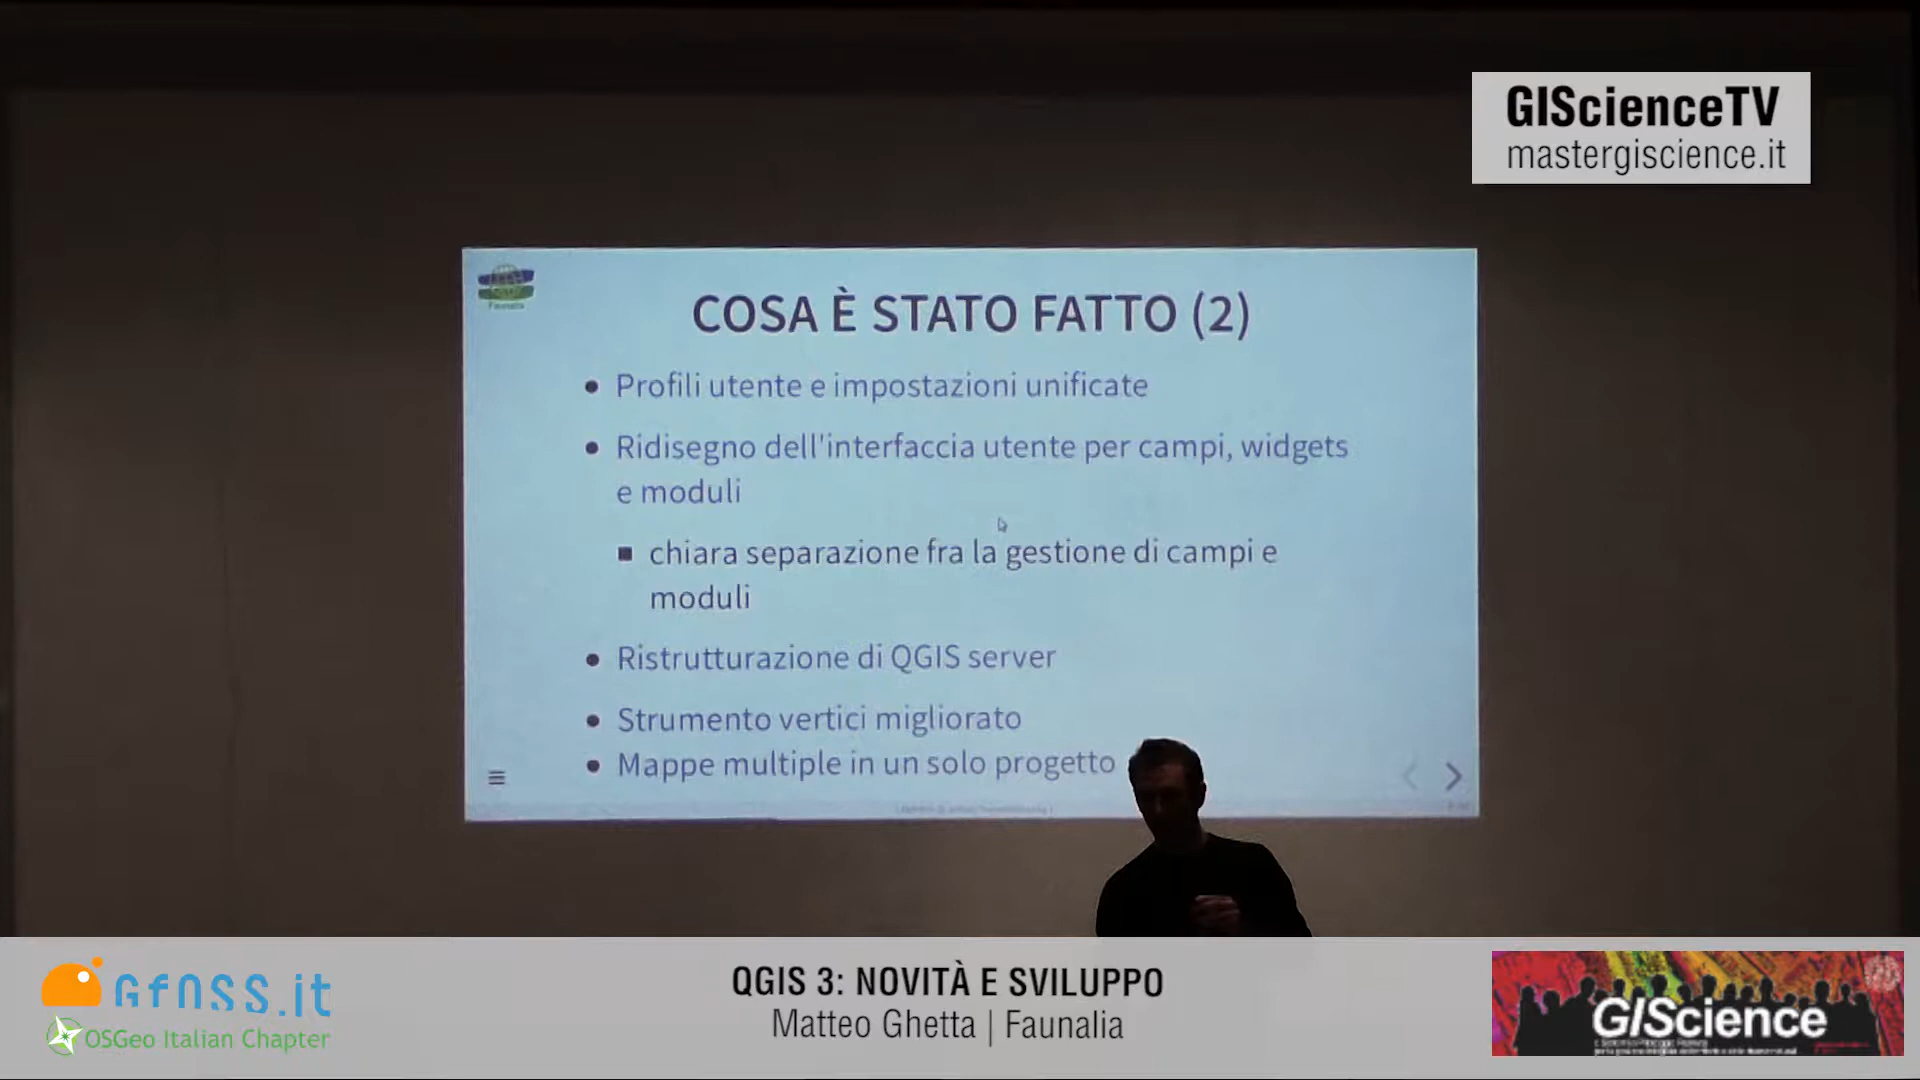 GIScienceTV
mastergiscience.it
Faunalia
COSA È STATO FATTO (2)
Profili utente e impostazioni unificate
Ridisegno dell'interfaccia utente per campi, widgets
e moduli
chiara separazione fra la gestione di campi e
moduli
Ristrutturazione di QGIS server
Strumento vertici migliorato
Mappe multiple in un solo progetto
GFOSS.it
OSGeo Italian Chapter
QGIS 3: NOVITÀ E SVILUPPO
Matteo Ghetta | Faunalia
GIScience